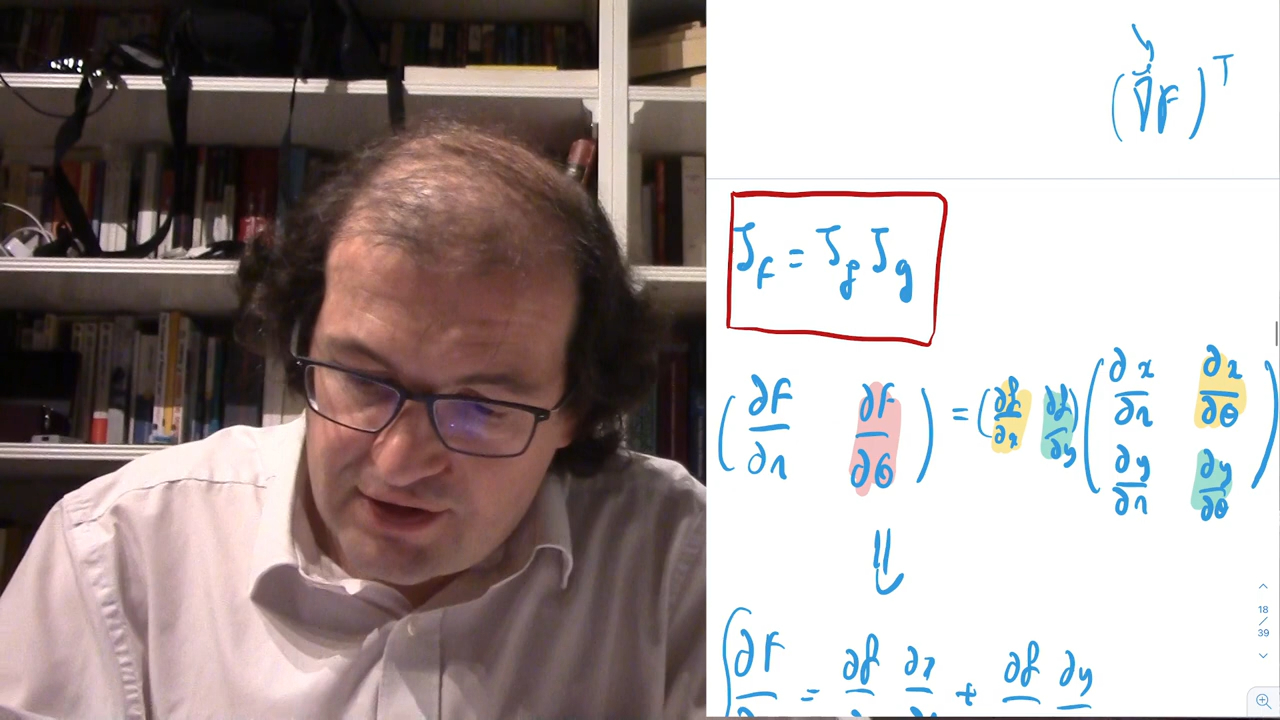 (∇⃗F)ᵀ
J_F = J_f J_g
(∂F/∂r ∂F/∂θ) = (∂f/∂x ∂f/∂y) (∂x/∂r ∂x/∂θ
∂y/∂r ∂y/∂θ)
⇓
18
/
39
∂F = ∂f ∂x + ∂f ∂y